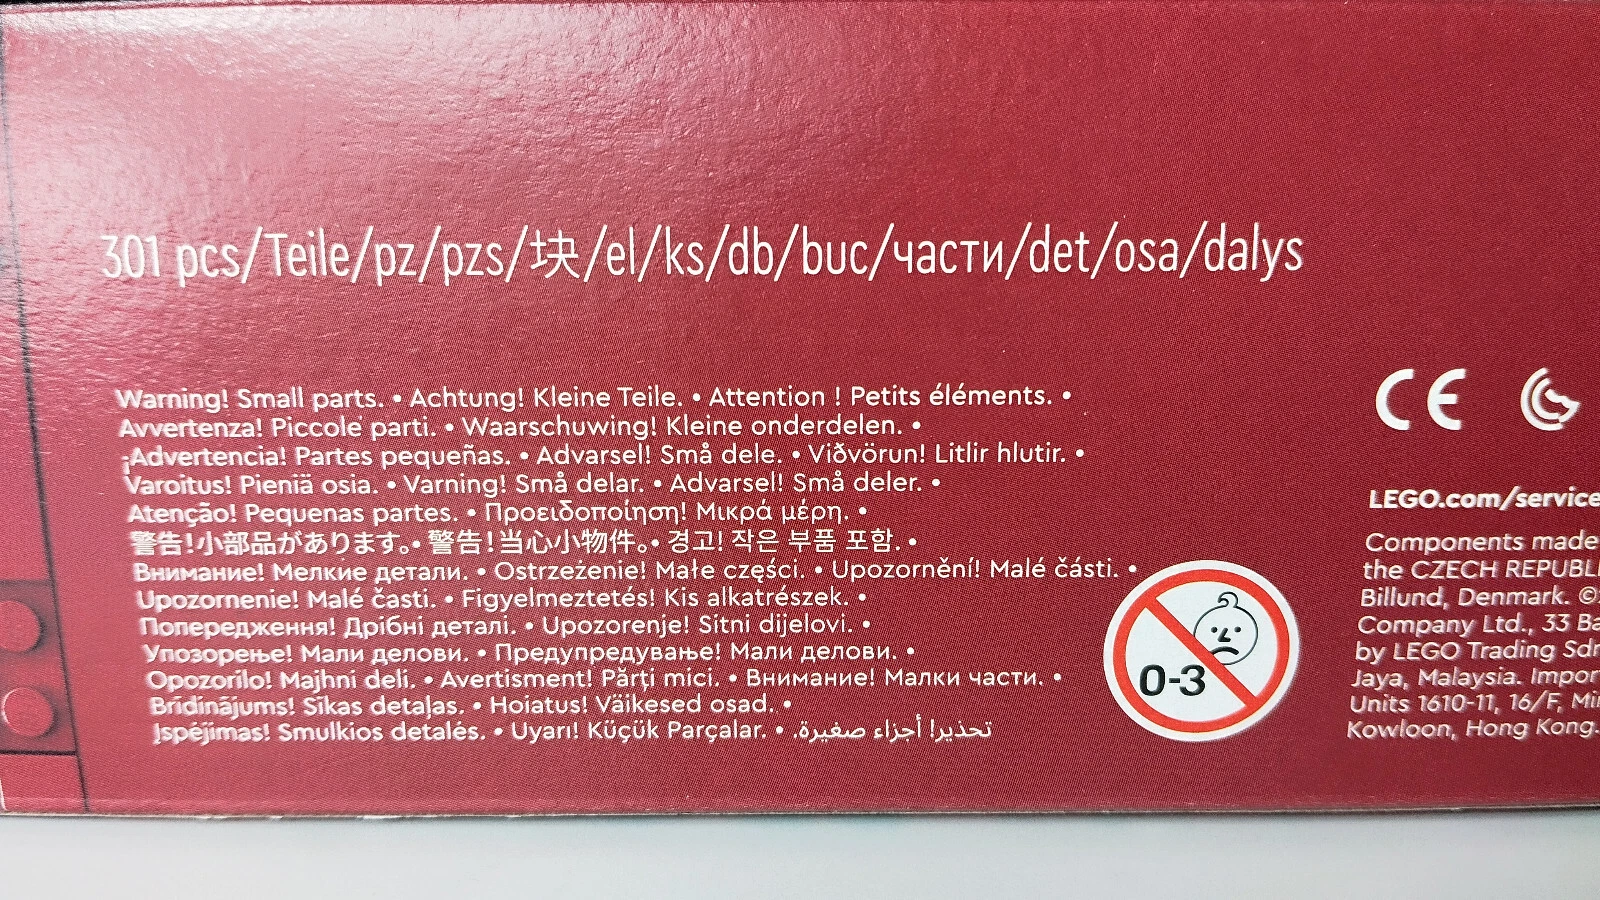 301 pcs/Teile/pz/pzs/块/el/ks/db/buc/части/det/osa/dalys
Warning! Small parts. • Achtung! Kleine Teile. • Attention ! Petits éléments. •
Avvertenza! Piccole parti. • Waarschuwing! Kleine onderdelen. •
¡Advertencia! Partes pequeñas. • Advarsel! Små dele. • Viðvörun! Litlir hlutir. •
Varoitus! Pieniä osia. • Varning! Små delar. • Advarsel! Små deler. •
Atenção! Pequenas partes. • Προειδοποίηση! Μικρά μέρη. •
警告!小部品があります。• 警告!当心小物件。• 경고! 작은 부품 포함. •
Внимание! Мелкие детали. • Ostrzeżenie! Małe części. • Upozornění! Malé části. •
Upozornenie! Malé časti. • Figyelmeztetés! Kis alkatrészek. •
Попередження! Дрібні деталі. • Upozorenje! Sitni dijelovi. •
Упозорење! Мали делови. • Предупредување! Мали делови. •
Opozorilo! Majhni deli. • Avertisment! Părți mici. • Внимание! Малки части. •
Brīdinājums! Sīkas detaļas. • Hoiatus! Väikesed osad. •
Įspėjimas! Smulkios detalės. • Uyarı! Küçük Parçalar. • تحذير! أجزاء صغيرة.
0-3
CE
LEGO.com/service
Components made
the CZECH
Billund, Denmark. ©
Company Ltd., 33
by LEGO Trading
Jaya, Malaysia.
Units 1610-11, 16/F,
Kowloon, Hong Kong.